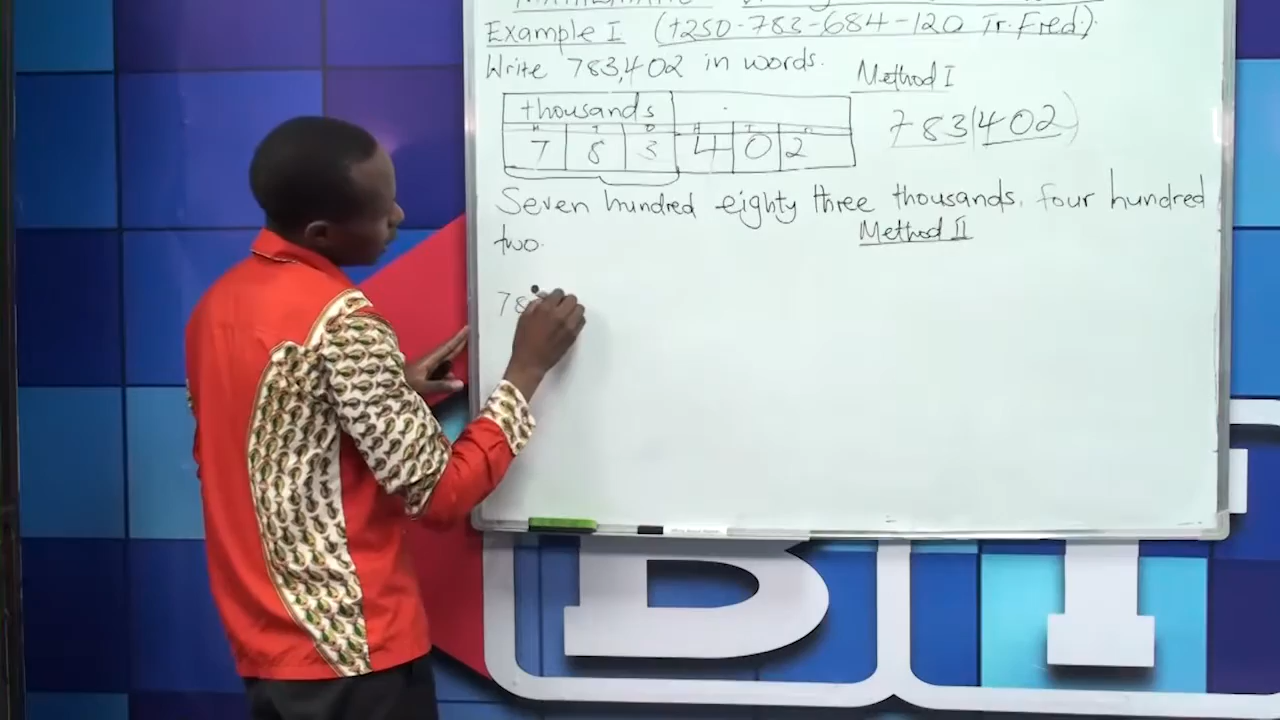 Example I (+250-783-684-120 Tr. Fred).
Write 783,402 in words.
Method I
thousands
H T O H T
7 8 3 4 0 2
783|402
Seven hundred eighty three thousands, four hundred
two.
Method II
78
B